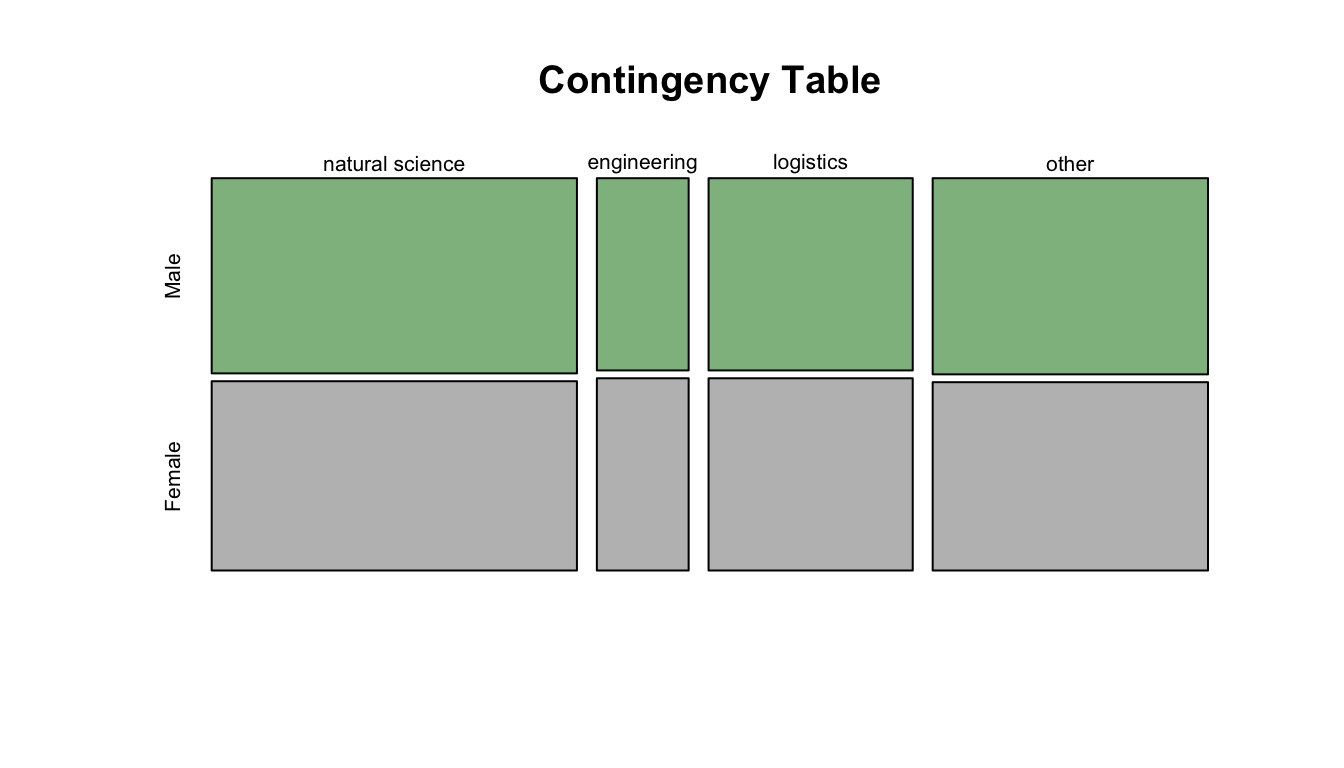 Contingency Table
natural science
engineering
logistics
other
Male
Female